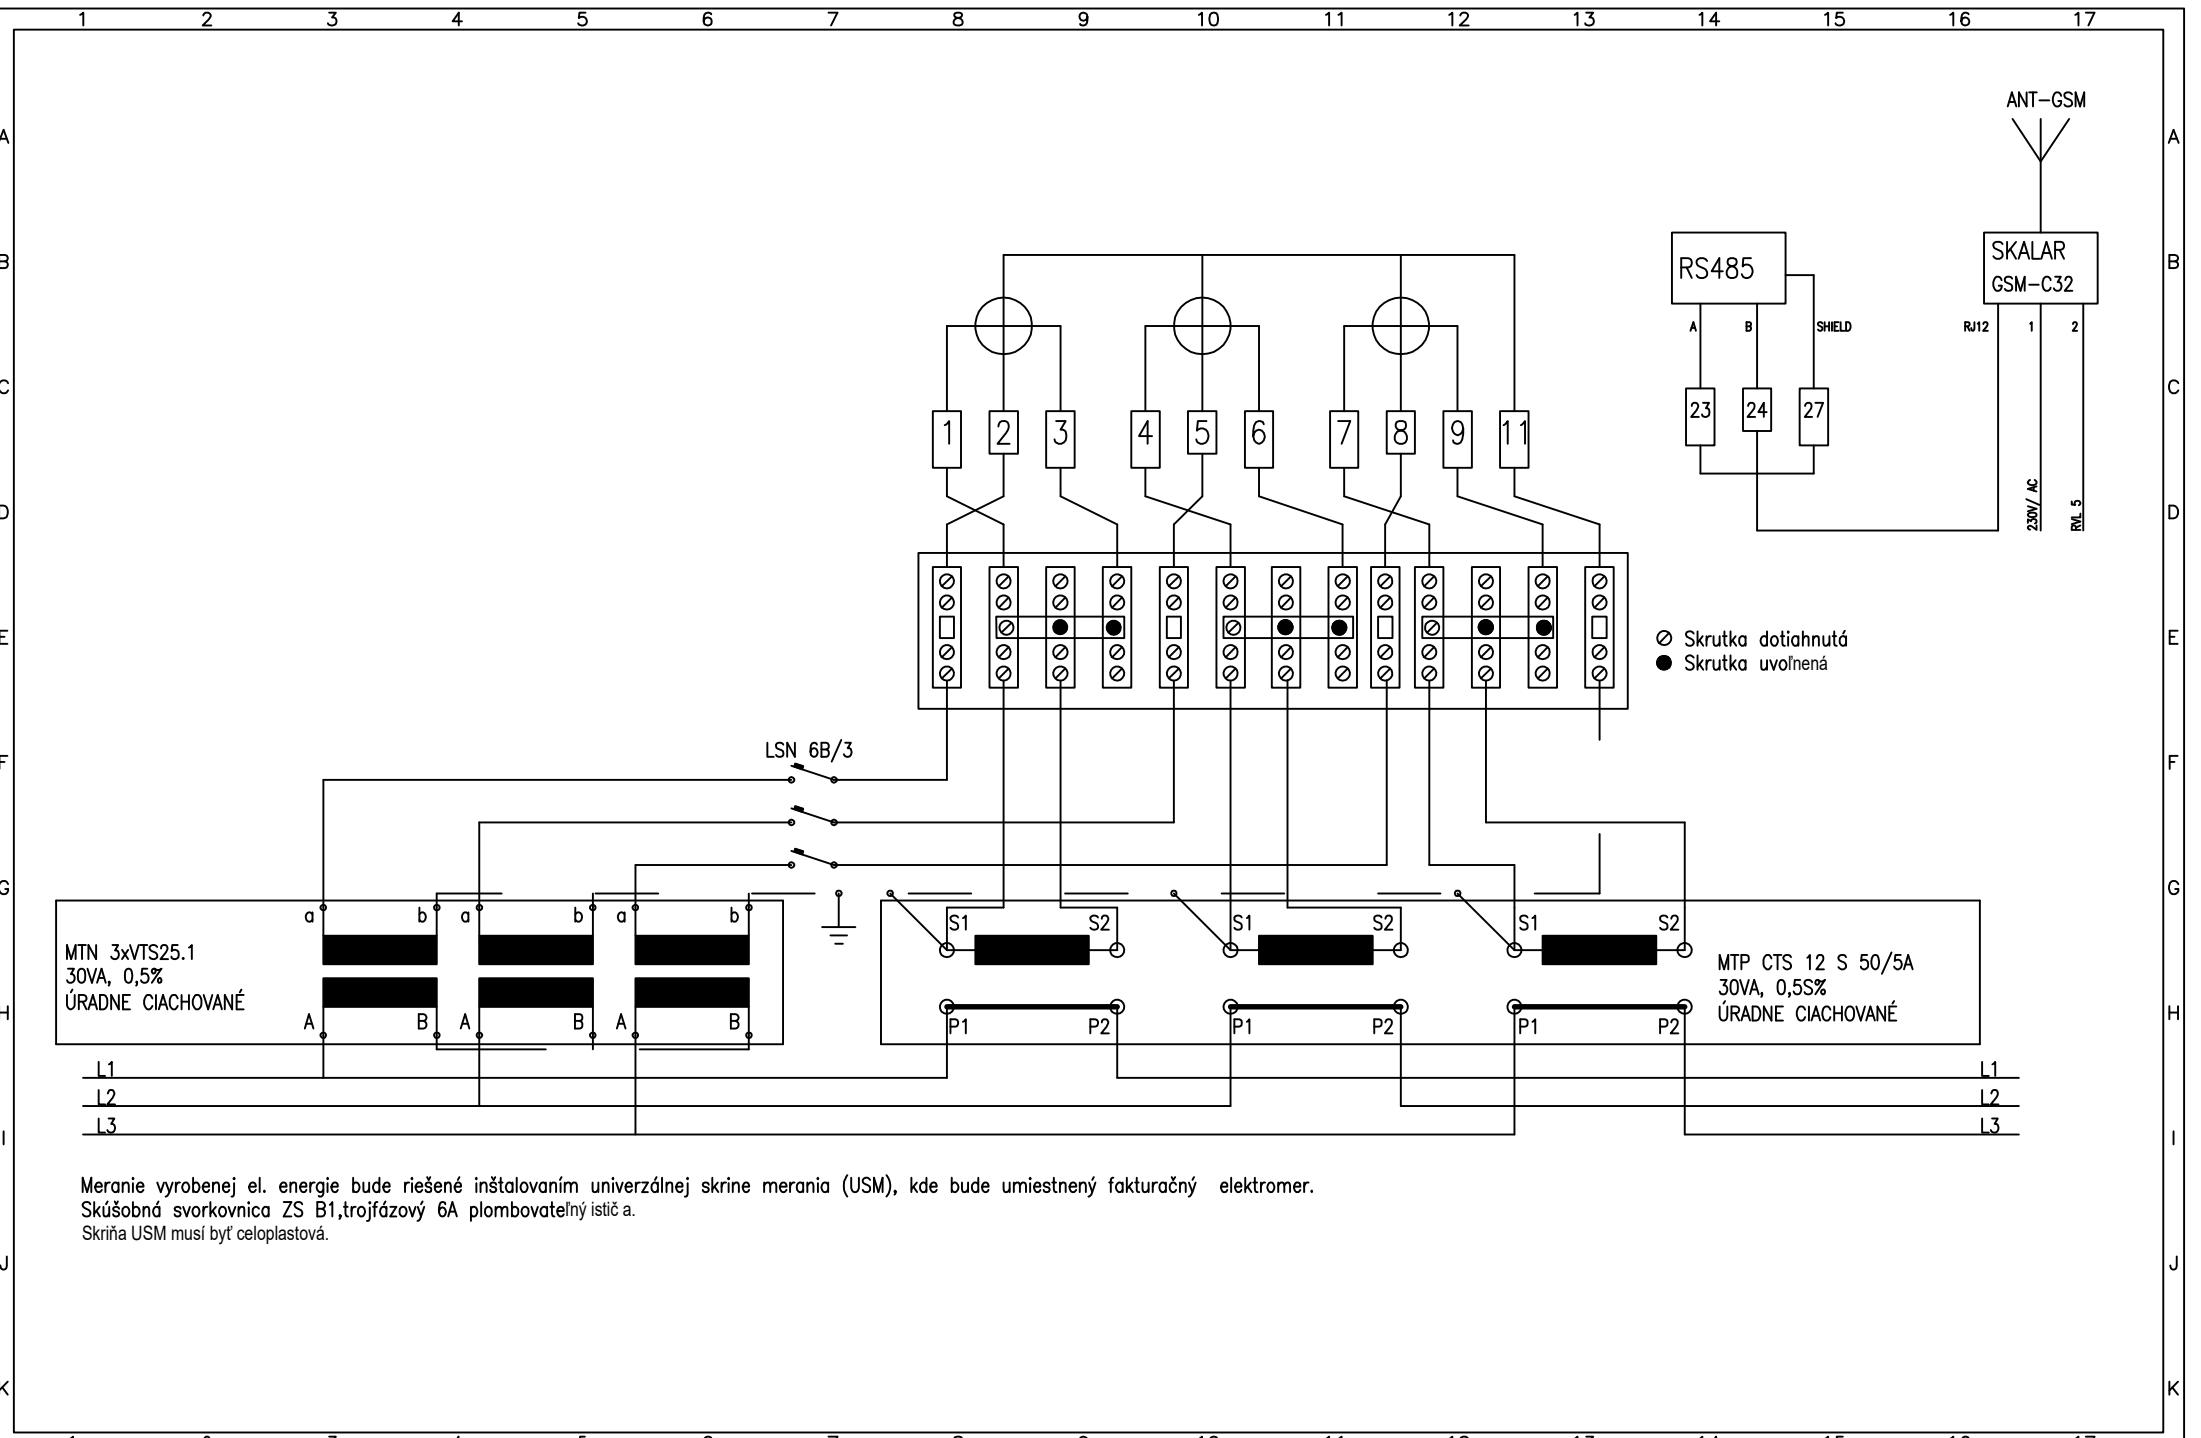 1 2 3 4 5 6 7 8 9 10 11 12 13 14 15 16 17
ANT-GSM
A A
B B
RS485
SKALAR
GSM-C32
A B SHIELD
RJ12 1 2
C C
23 24 27
1 2 3 4 5 6 7 8 9 11
230V/ AC
RVL 5
D D
E E
Skrutka dotiahnutá
Skrutka uvoľnená
LSN 6B/3
F F
G G
a b a b a b
S1 S2 S1 S2 S1 S2
MTN 3xVTS25.1
30VA, 0,5%
ÚRADNE CIACHOVANÉ
MTP CTS 12 S 50/5A
30VA, 0,5S%
ÚRADNE CIACHOVANÉ
H H
A B A B A B
P1 P2 P1 P2 P1 P2
L1 L1
L2 L2
L3 L3
I I
Meranie vyrobenej el. energie bude riešené inštalovaním univerzálnej skrine merania (USM), kde bude umiestnený fakturačný elektromer.
Skúšobná svorkovnica ZS B1,trojfázový 6A plombovateľný istič a.
Skriňa USM musí byť celoplastová.
J J
K K